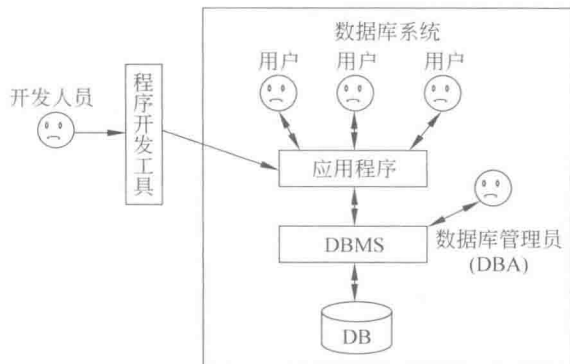 数据库系统
用户 用户 用户
开发人员
程序开发工具
应用程序
DBMS
数据库管理员
(DBA)
DB